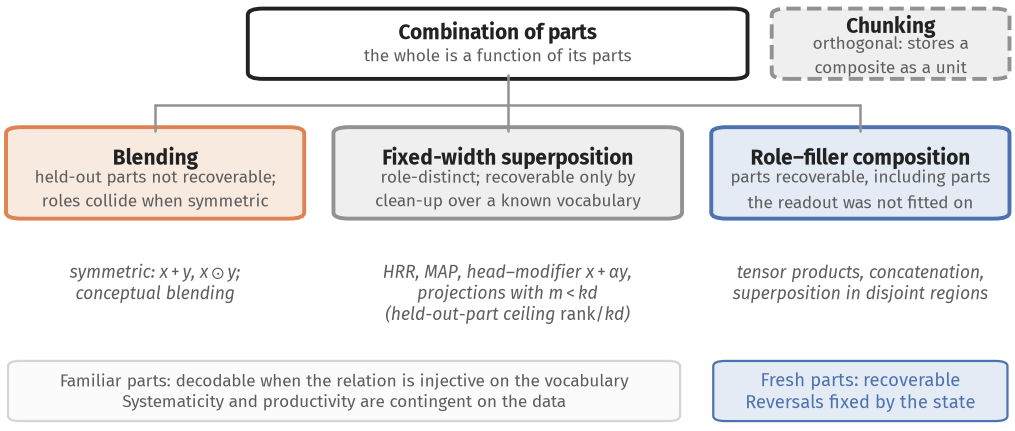 Combination of parts
the whole is a function of its parts
Chunking
orthogonal: stores a
composite as a unit
Blending
held-out parts not recoverable;
roles collide when symmetric
Fixed-width superposition
role-distinct; recoverable only by
clean-up over a known vocabulary
Role–filler composition
parts recoverable, including parts
the readout was not fitted on
symmetric: x + y, x ⊙ y;
conceptual blending
HRR, MAP, head–modifier x + αy,
projections with m < kd
(held-out-part ceiling rank/kd)
tensor products, concatenation,
superposition in disjoint regions
Familiar parts: decodable when the relation is injective on the vocabulary
Systematicity and productivity are contingent on the data
Fresh parts: recoverable
Reversals fixed by the state